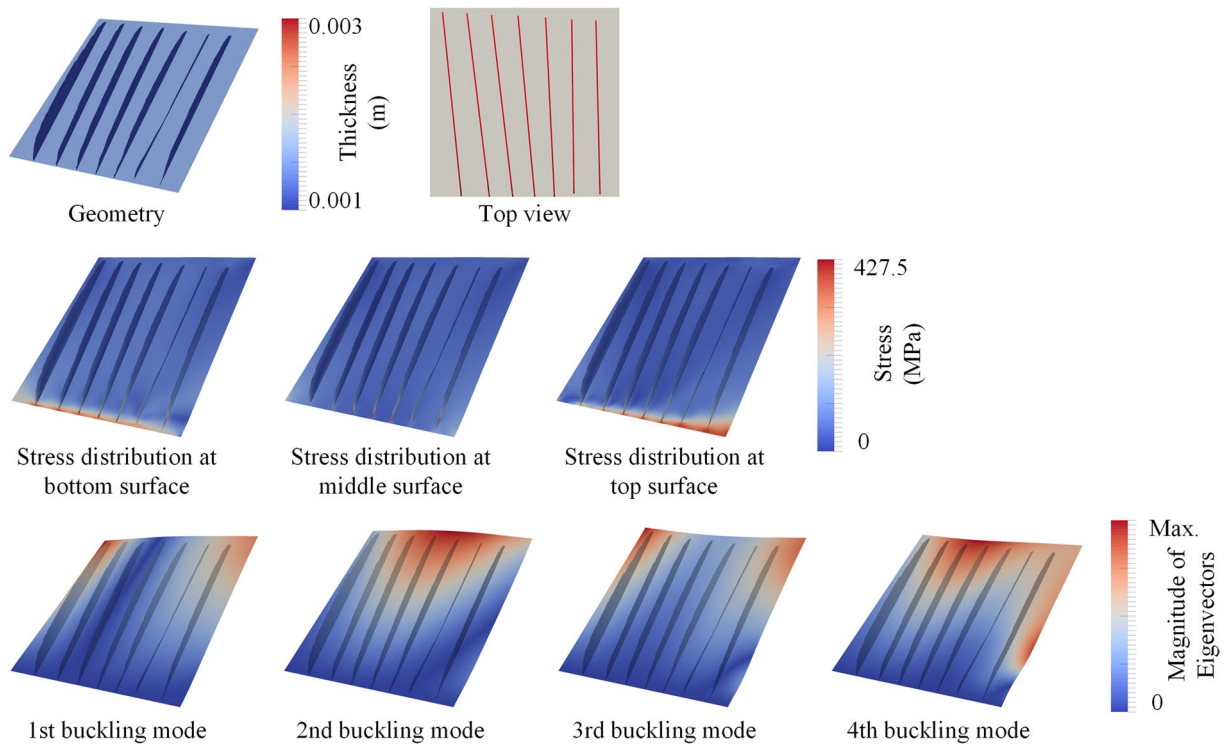 0.003
Thickness
(m)
0.001
Geometry
Top view
427.5
Stress
(MPa)
0
Stress distribution at
bottom surface
Stress distribution at
middle surface
Stress distribution at
top surface
Max.
Magnitude of
Eigenvectors
0
1st buckling mode
2nd buckling mode
3rd buckling mode
4th buckling mode